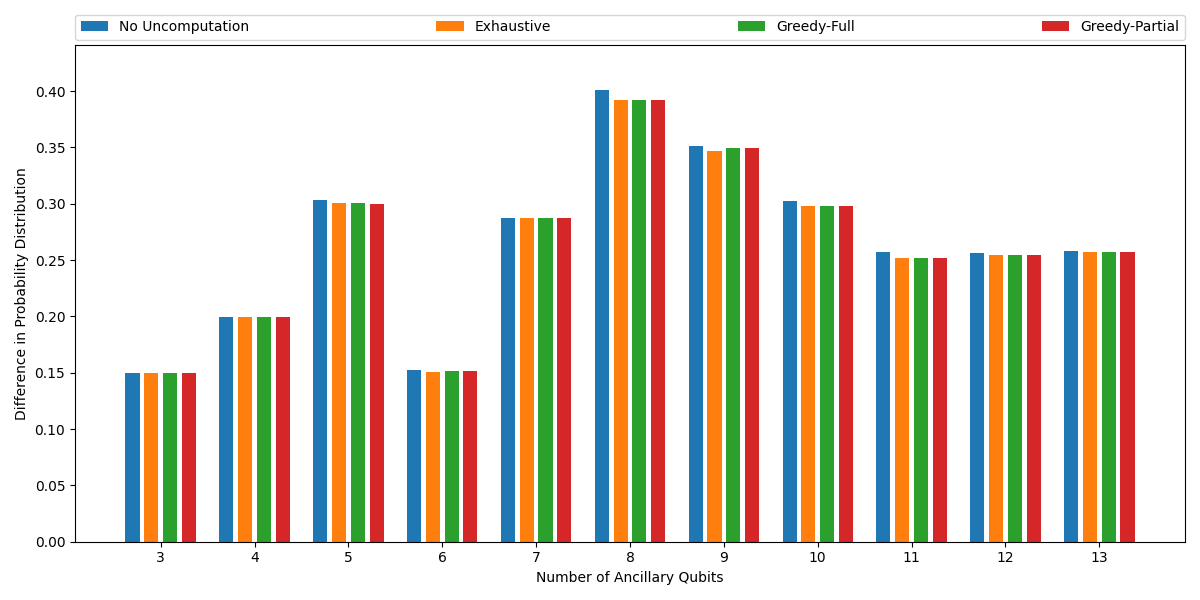 No Uncomputation Exhaustive Greedy-Full Greedy-Partial
Difference in Probability Distribution
0.40
0.35
0.30
0.25
0.20
0.15
0.10
0.05
0.00
3 4 5 6 7 8 9 10 11 12 13
Number of Ancillary Qubits